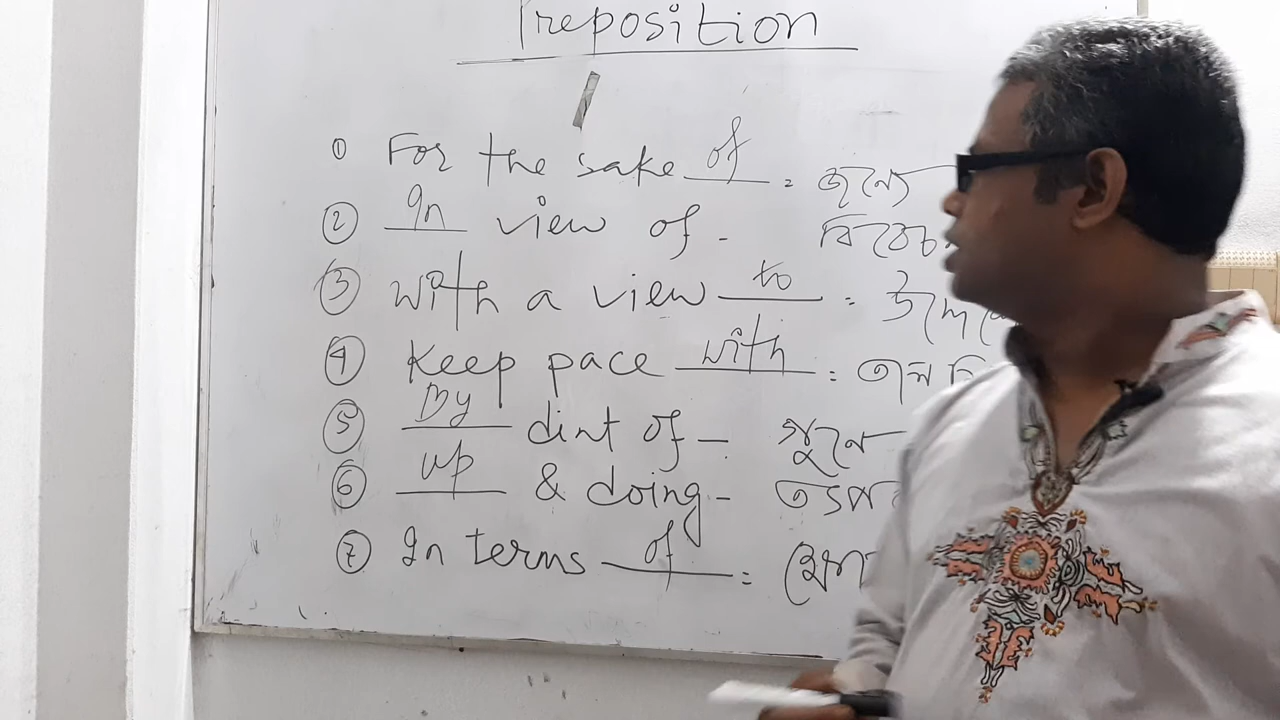 Preposition
① For the sake of = জন্যে
② In view of -
③ with a view to =
④ Keep pace with =
⑤ By dint of - গুনে
⑥ up & doing -
⑦ In terms of =